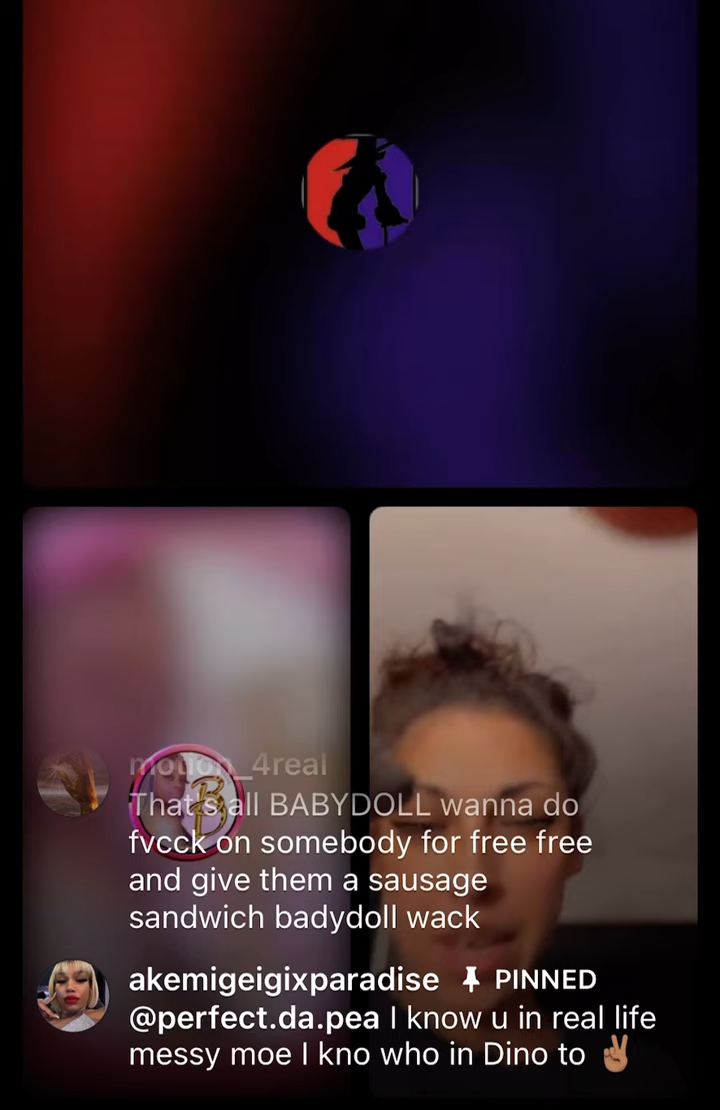 motion_4real
That's all BABYDOLL wanna do
fvcck on somebody for free free
and give them a sausage
sandwich badydoll wack
B
akemigeigixparadise PINNED
@perfect.da.pea I know u in real life
messy moe I kno who in Dino to ✌🏽